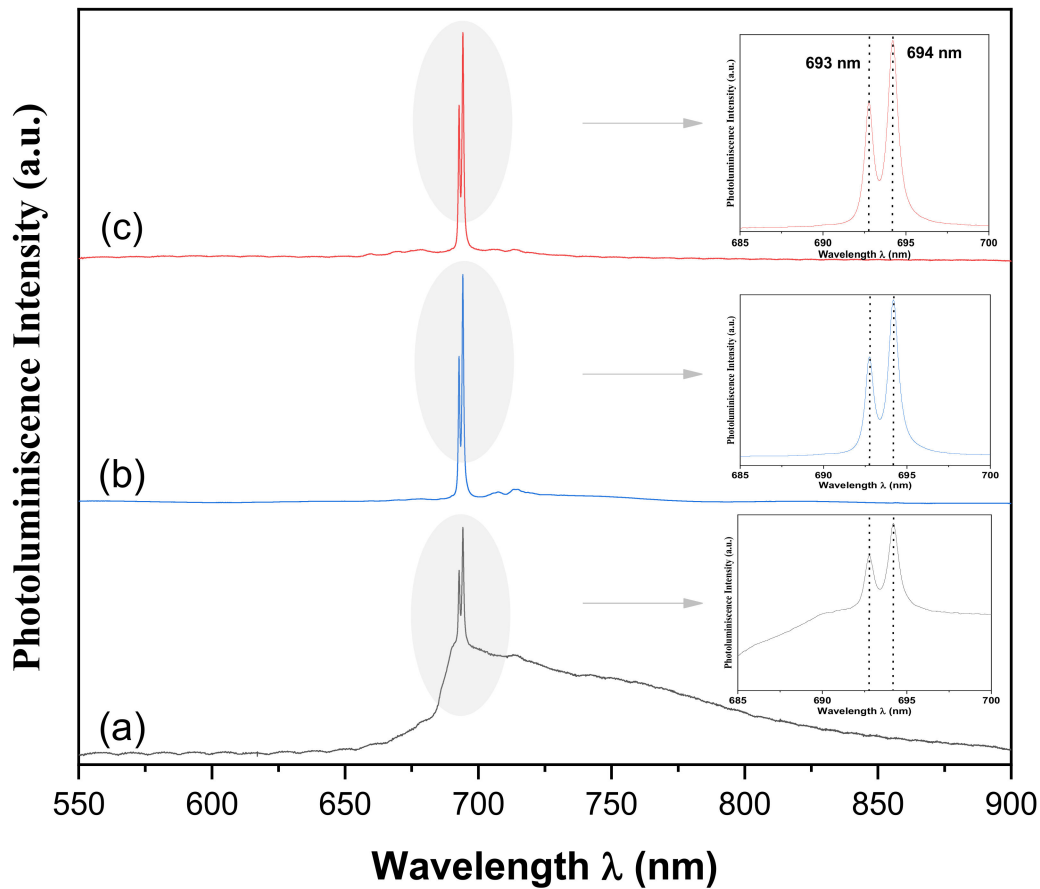 Photoluminiscence Intensity (a.u.)
(c)
Photoluminiscence Intensity (a.u.)
693 nm
694 nm
685 690 695 700
Wavelength λ (nm)
(b)
Photoluminiscence Intensity (a.u.)
685 690 695 700
Wavelength λ (nm)
(a)
Photoluminiscence Intensity (a.u.)
685 690 695 700
Wavelength λ (nm)
550 600 650 700 750 800 850 900
Wavelength λ (nm)